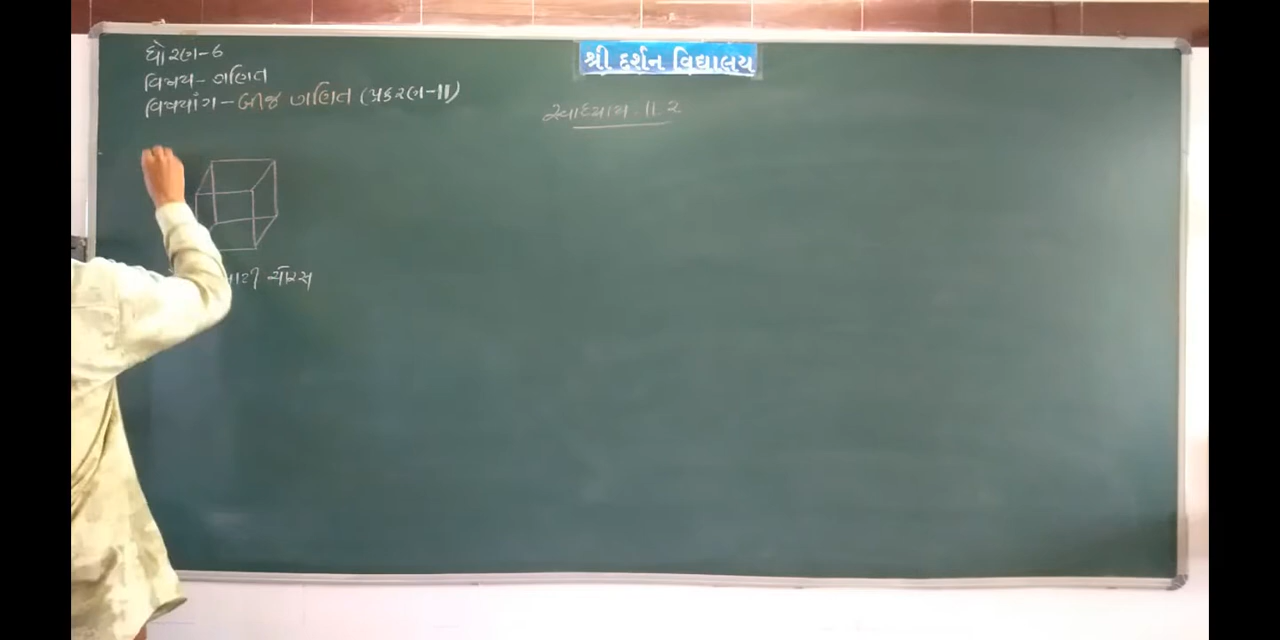 શ્રી દર્શન વિદ્યાલય
ધોરણ-6
વિષય- ગણિત
વિષયાંગ - બીજ ગણિત (પ્રકરણ-11)
સ્વાધ્યાય - 11.2
ચોરસ